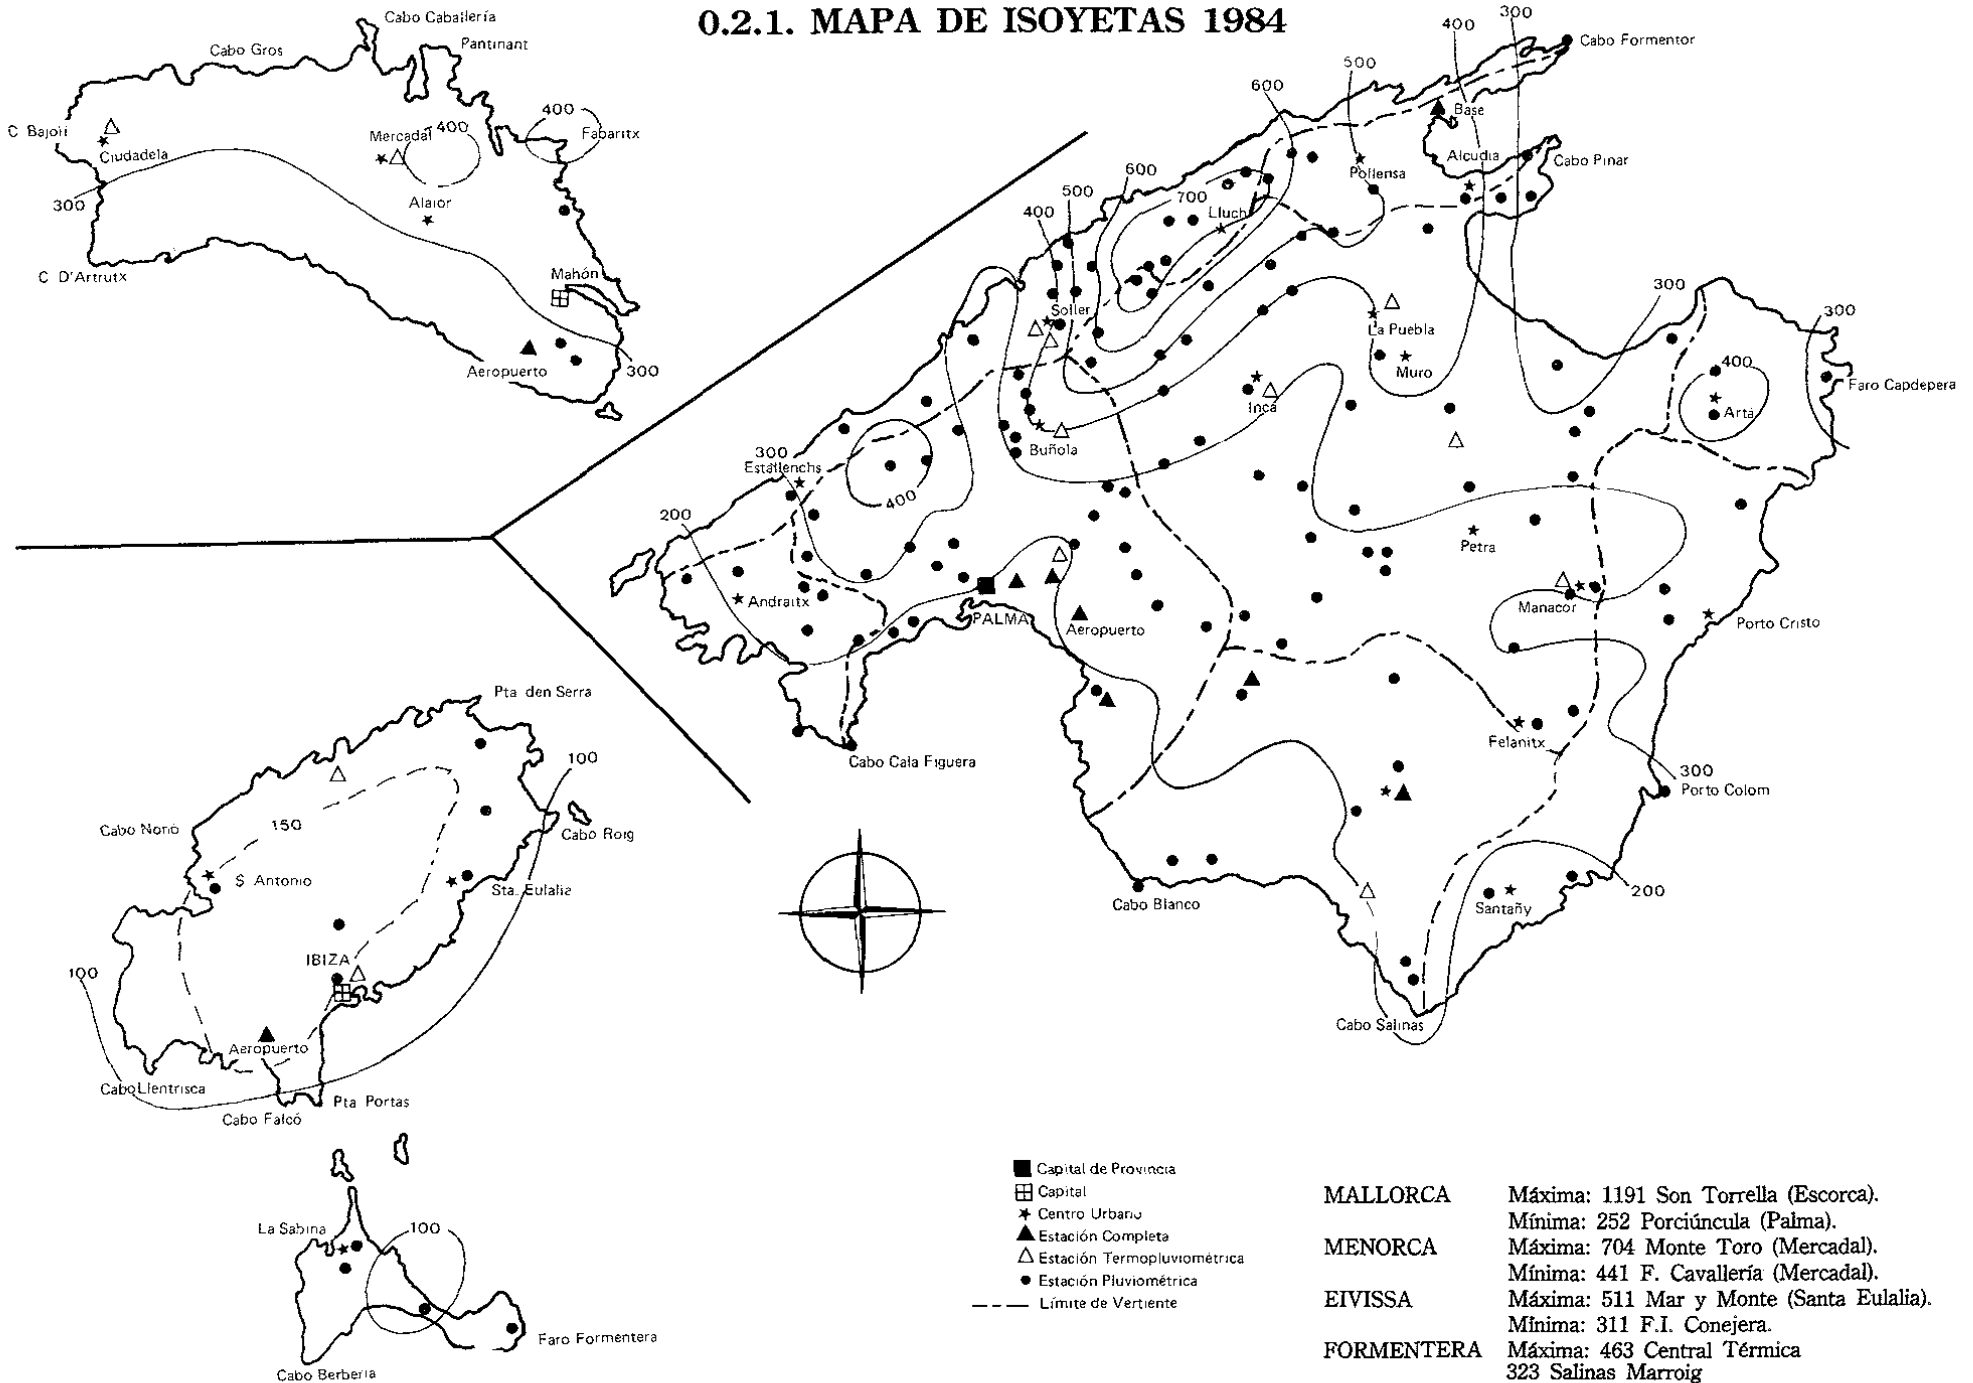 0.2.1. MAPA DE ISOYETAS 1984
Cabo Caballería
Cabo Gros
Pantinant
C Bajoli
Ciudadela
Mercadal
400
400
Fabaritx
300
Alaior
C D'Artrutx
Mahón
Aeropuerto
300
400
300
Cabo Formentor
500
600
Base
Alcudia
Cabo Pinar
Pollensa
600
500
400
700
Lluch
Soller
La Puebla
Muro
300
300
400
Faro Capdepera
Artá
Inca
Buñola
300
Estallenchs
400
200
Andraitx
PALMA
Aeropuerto
Petra
Manacor
Porto Cristo
Felanitx
Cabo Cala Figuera
300
Porto Colom
Cabo Blanco
Santañy
200
Cabo Salinas
Pta den Serra
100
Cabo Nonó
150
Cabo Roig
S Antonio
Sta. Eulalia
IBIZA
100
Aeropuerto
Cabo Llentrisca
Pta Portas
Cabo Falcó
La Sabina
100
Faro Formentera
Cabo Berbería
Capital de Provincia
Capital
Centro Urbano
Estación Completa
Estación Termopluviométrica
Estación Pluviométrica
Límite de Vertiente
MALLORCA Máxima: 1191 Son Torrella (Escorca).
Mínima: 252 Porciúncula (Palma).
MENORCA Máxima: 704 Monte Toro (Mercadal).
Mínima: 441 F. Cavallería (Mercadal).
EIVISSA Máxima: 511 Mar y Monte (Santa Eulalia).
Mínima: 311 F.I. Conejera.
FORMENTERA Máxima: 463 Central Térmica
323 Salinas Marroig